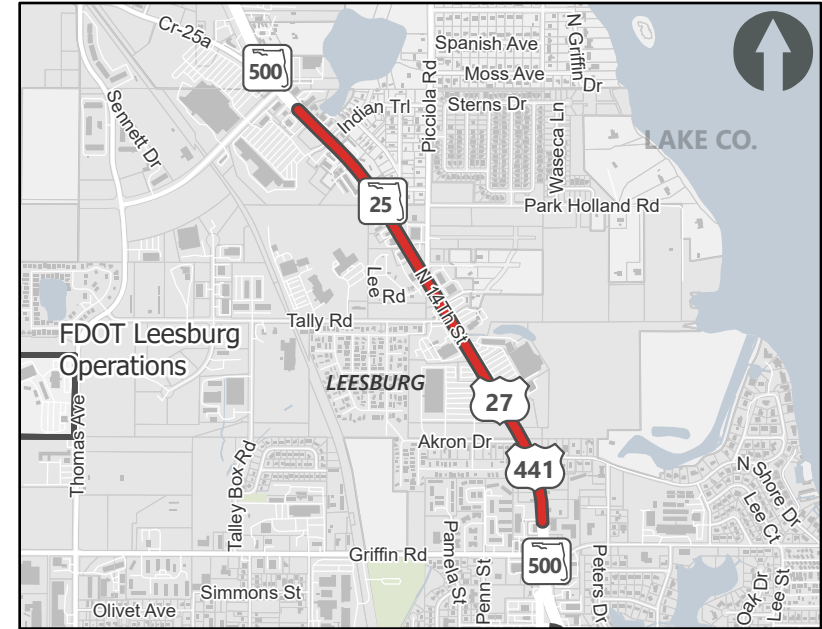 Cr-25a
500
Spanish Ave
N Griffin Dr
Moss Ave
Picciola Rd
Sterns Dr
Indian Trl
Sennett Dr
Waseca Ln
LAKE CO.
25
Park Holland Rd
Lee Rd
N 14Th St
Tally Rd
FDOT Leesburg
Operations
LEESBURG
27
Akron Dr
441
Thomas Ave
Talley Box Rd
N Shore Dr
Lee Ct
Griffin Rd
500
Pamela St
Penn St
Peters Dr
Simmons St
Olivet Ave
Oak Dr
Lee St